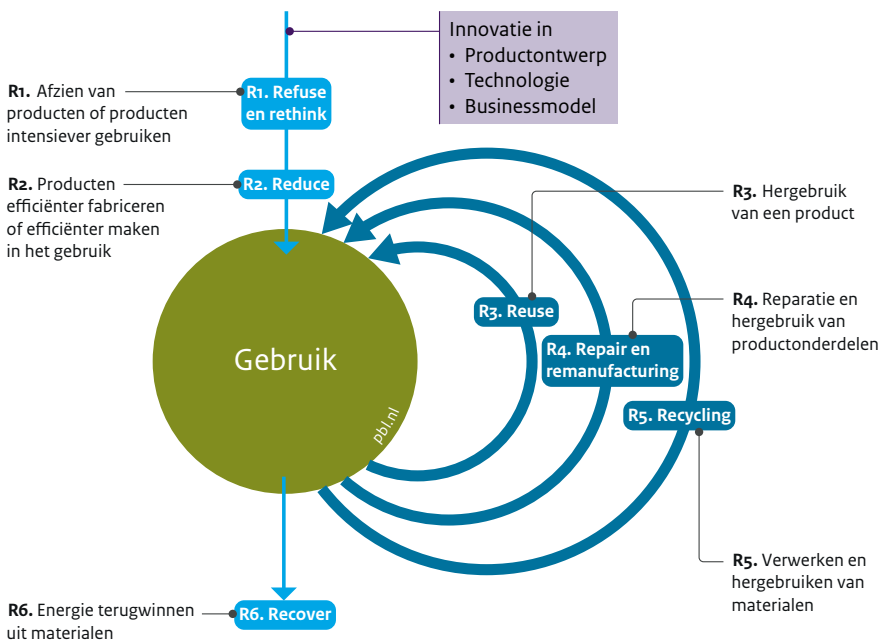 Innovatie in
• Productontwerp
• Technologie
• Businessmodel
R1. Afzien van
producten of producten
intensiever gebruiken
R1. Refuse
en rethink
R2. Producten
efficiënter fabriceren
of efficiënter maken
in het gebruik
R2. Reduce
R3. Hergebruik
van een product
R3. Reuse
R4. Reparatie en
hergebruik van
productonderdelen
R4. Repair en
remanufacturing
Gebruik
pbl.nl
R5. Recycling
R5. Verwerken en
hergebruiken van
materialen
R6. Energie terugwinnen
uit materialen
R6. Recover